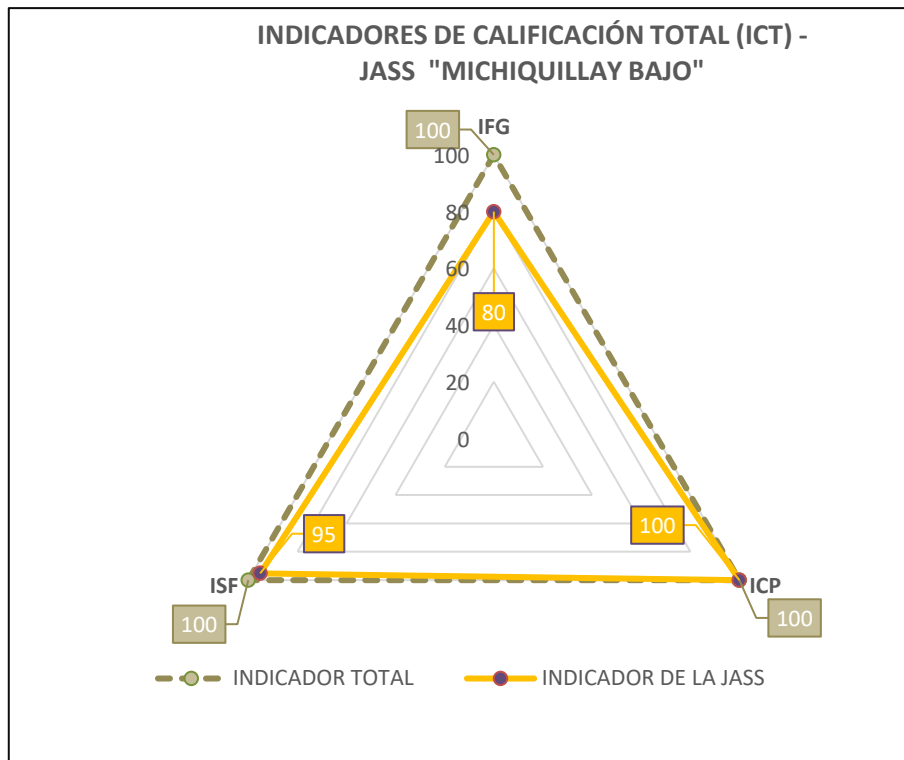 INDICADORES DE CALIFICACIÓN TOTAL (ICT) -
JASS "MICHIQUILLAY BAJO"
IFG
100
100
80
60
80
40
20
0
100
95
ISF
ICP
100
100
INDICADOR TOTAL
INDICADOR DE LA JASS